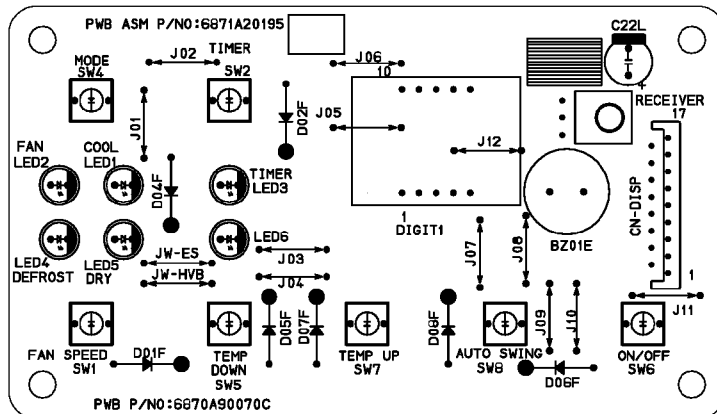 PWB ASM P/NO:6871A20195
C22L
MODE
SW4
J02
TIMER
SW2
J06
10
+
RECEIVER
17
J01
D02F
J05
J12
FAN
LED2
COOL
LED1
D04F
TIMER
LED3
CN-DISP
1
DIGIT1
BZ01E
LED4
DEFROST
LED5
DRY
JW-ES
JW-HVB
LED6
J03
J04
J07
J08
1
J11
FAN SPEED
SW1
D01F
TEMP
DOWN
SW5
D05F
D07F
TEMP UP
SW7
D08F
AUTO SWING
SW8
J09
J10
D06F
ON/OFF
SW6
PWB P/NO:6870A90070C